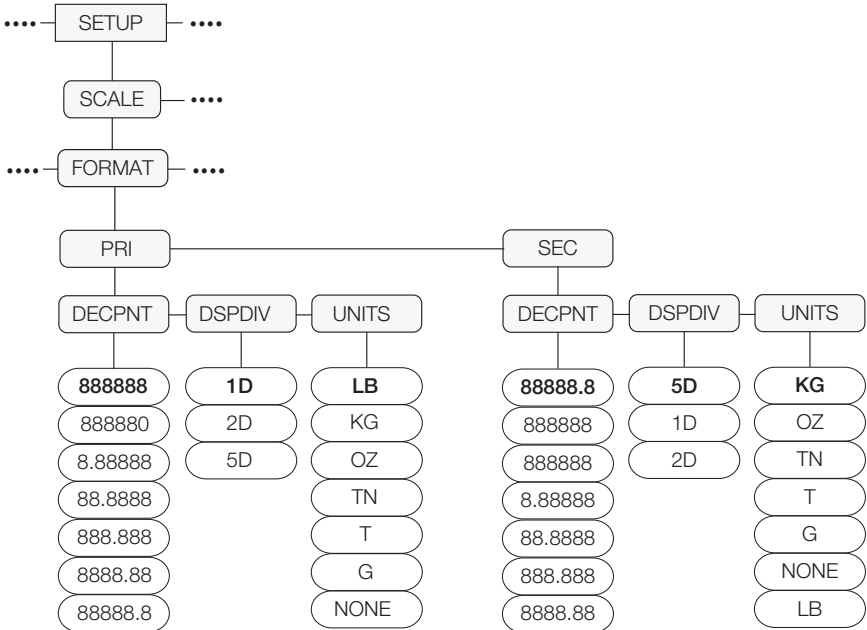 •••• SETUP ••••
SCALE ••••
•••• FORMAT ••••
PRI SEC
DECPNT DSPDIV UNITS DECPNT DSPDIV UNITS
888888 1D LB 88888.8 5D KG
888880 2D KG 888888 1D OZ
8.88888 5D OZ 888888 2D TN
88.8888 TN 8.88888 T
888.888 T 88.8888 G
8888.88 G 888.888 NONE
88888.8 NONE 8888.88 LB